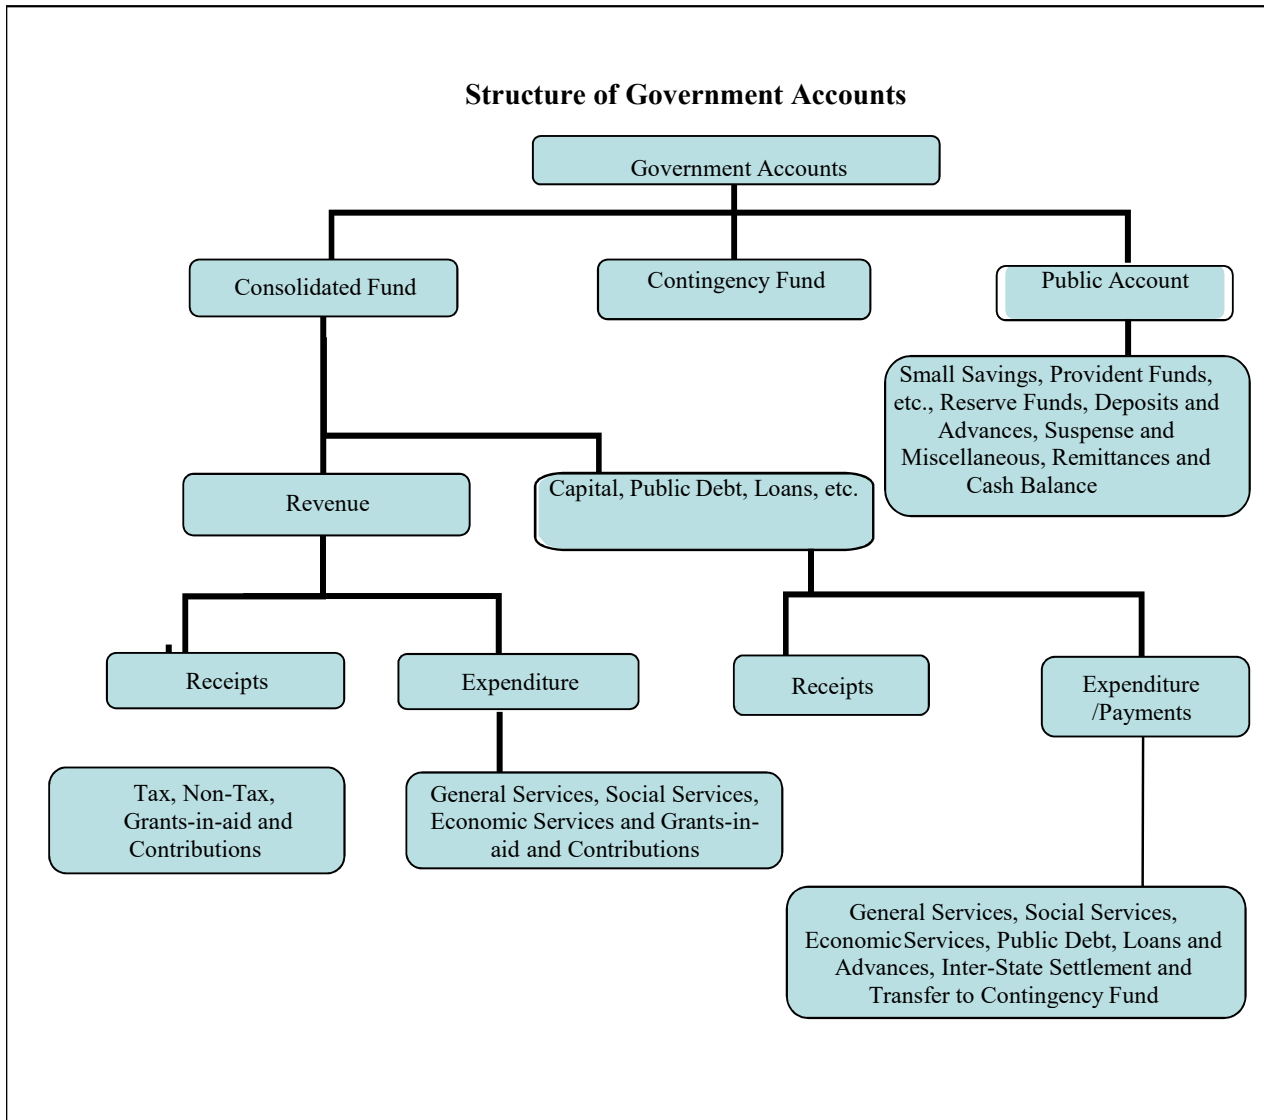 Structure of Government Accounts
Government Accounts
Consolidated Fund
Contingency Fund
Public Account
Small Savings, Provident Funds,
etc., Reserve Funds, Deposits and
Advances, Suspense and
Miscellaneous, Remittances and
Cash Balance
Revenue
Capital, Public Debt, Loans, etc.
Receipts
Expenditure
Receipts
Expenditure
/Payments
Tax, Non-Tax,
Grants-in-aid and
Contributions
General Services, Social Services,
Economic Services and Grants-in-
aid and Contributions
General Services, Social Services,
EconomicServices, Public Debt, Loans and
Advances, Inter-State Settlement and
Transfer to Contingency Fund